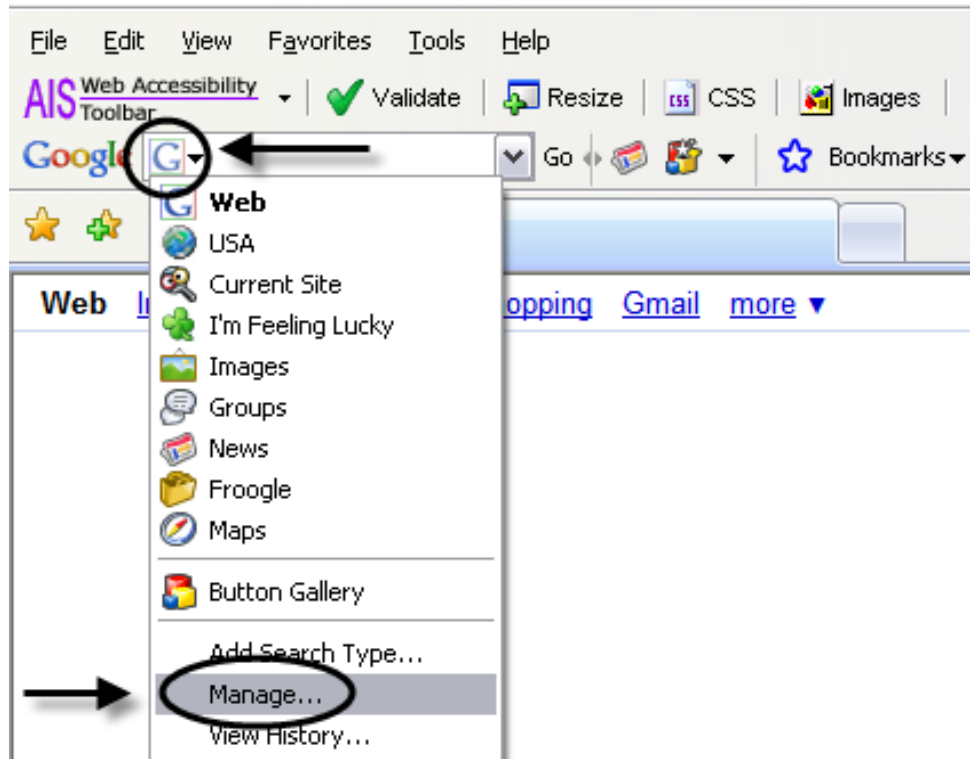 File Edit View Favorites Tools Help
AIS Web Accessibility Toolbar Validate Resize css CSS Images
Google G Go Bookmarks
Web
USA
Web opping Gmail more
Current Site
I'm Feeling Lucky
Images
Groups
News
Froogle
Maps
Button Gallery
Add Search Type...
Manage...
View History...